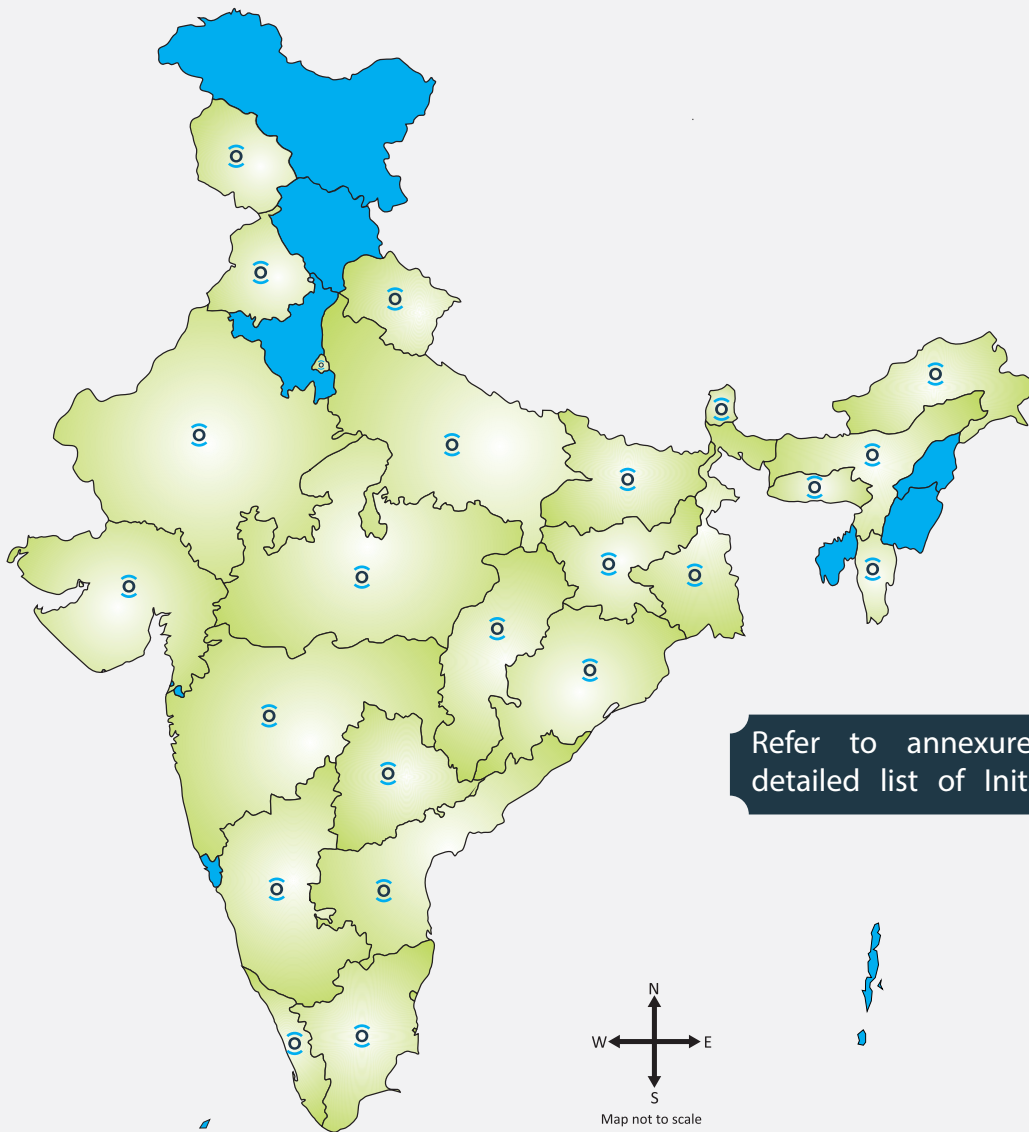 Refer to annexure
detailed list of Init
N
W E
S
Map not to scale